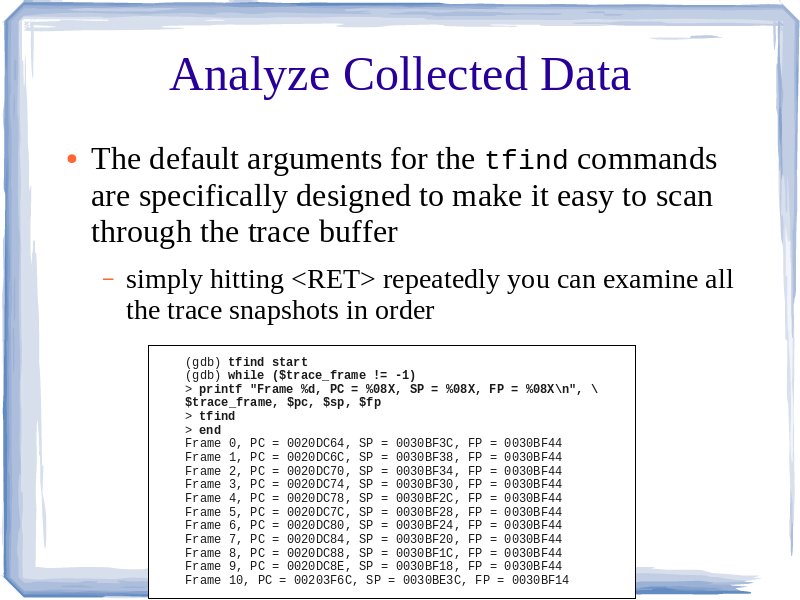 Analyze Collected Data
• The default arguments for the tfind commands
are specifically designed to make it easy to scan
through the trace buffer
– simply hitting <RET> repeatedly you can examine all
the trace snapshots in order
(gdb) tfind start
(gdb) while ($trace_frame != -1)
> printf "Frame %d, PC = %08X, SP = %08X, FP = %08X\n", \
$trace_frame, $pc, $sp, $fp
> tfind
> end
Frame 0, PC = 0020DC64, SP = 0030BF3C, FP = 0030BF44
Frame 1, PC = 0020DC6C, SP = 0030BF38, FP = 0030BF44
Frame 2, PC = 0020DC70, SP = 0030BF34, FP = 0030BF44
Frame 3, PC = 0020DC74, SP = 0030BF30, FP = 0030BF44
Frame 4, PC = 0020DC78, SP = 0030BF2C, FP = 0030BF44
Frame 5, PC = 0020DC7C, SP = 0030BF28, FP = 0030BF44
Frame 6, PC = 0020DC80, SP = 0030BF24, FP = 0030BF44
Frame 7, PC = 0020DC84, SP = 0030BF20, FP = 0030BF44
Frame 8, PC = 0020DC88, SP = 0030BF1C, FP = 0030BF44
Frame 9, PC = 0020DC8E, SP = 0030BF18, FP = 0030BF44
Frame 10, PC = 00203F6C, SP = 0030BE3C, FP = 0030BF14